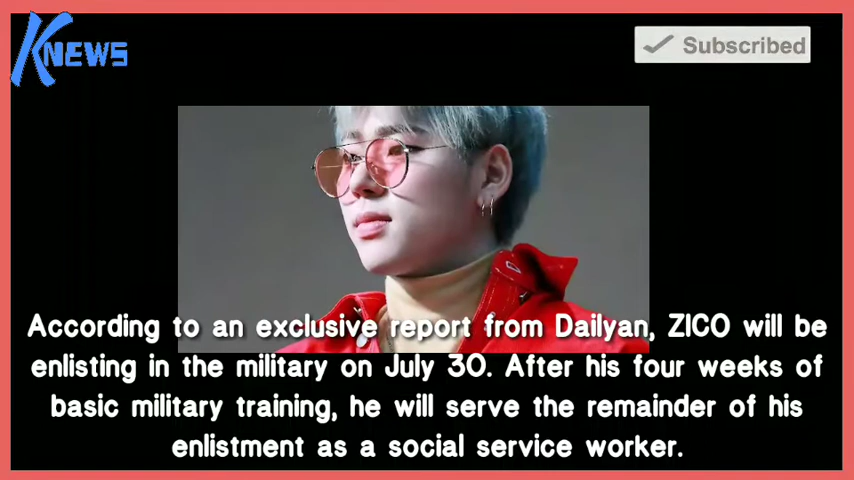 KNEWS
Subscribed
According to an exclusive report from Dailyan, ZICO will be
enlisting in the military on July 30. After his four weeks of
basic military training, he will serve the remainder of his
enlistment as a social service worker.